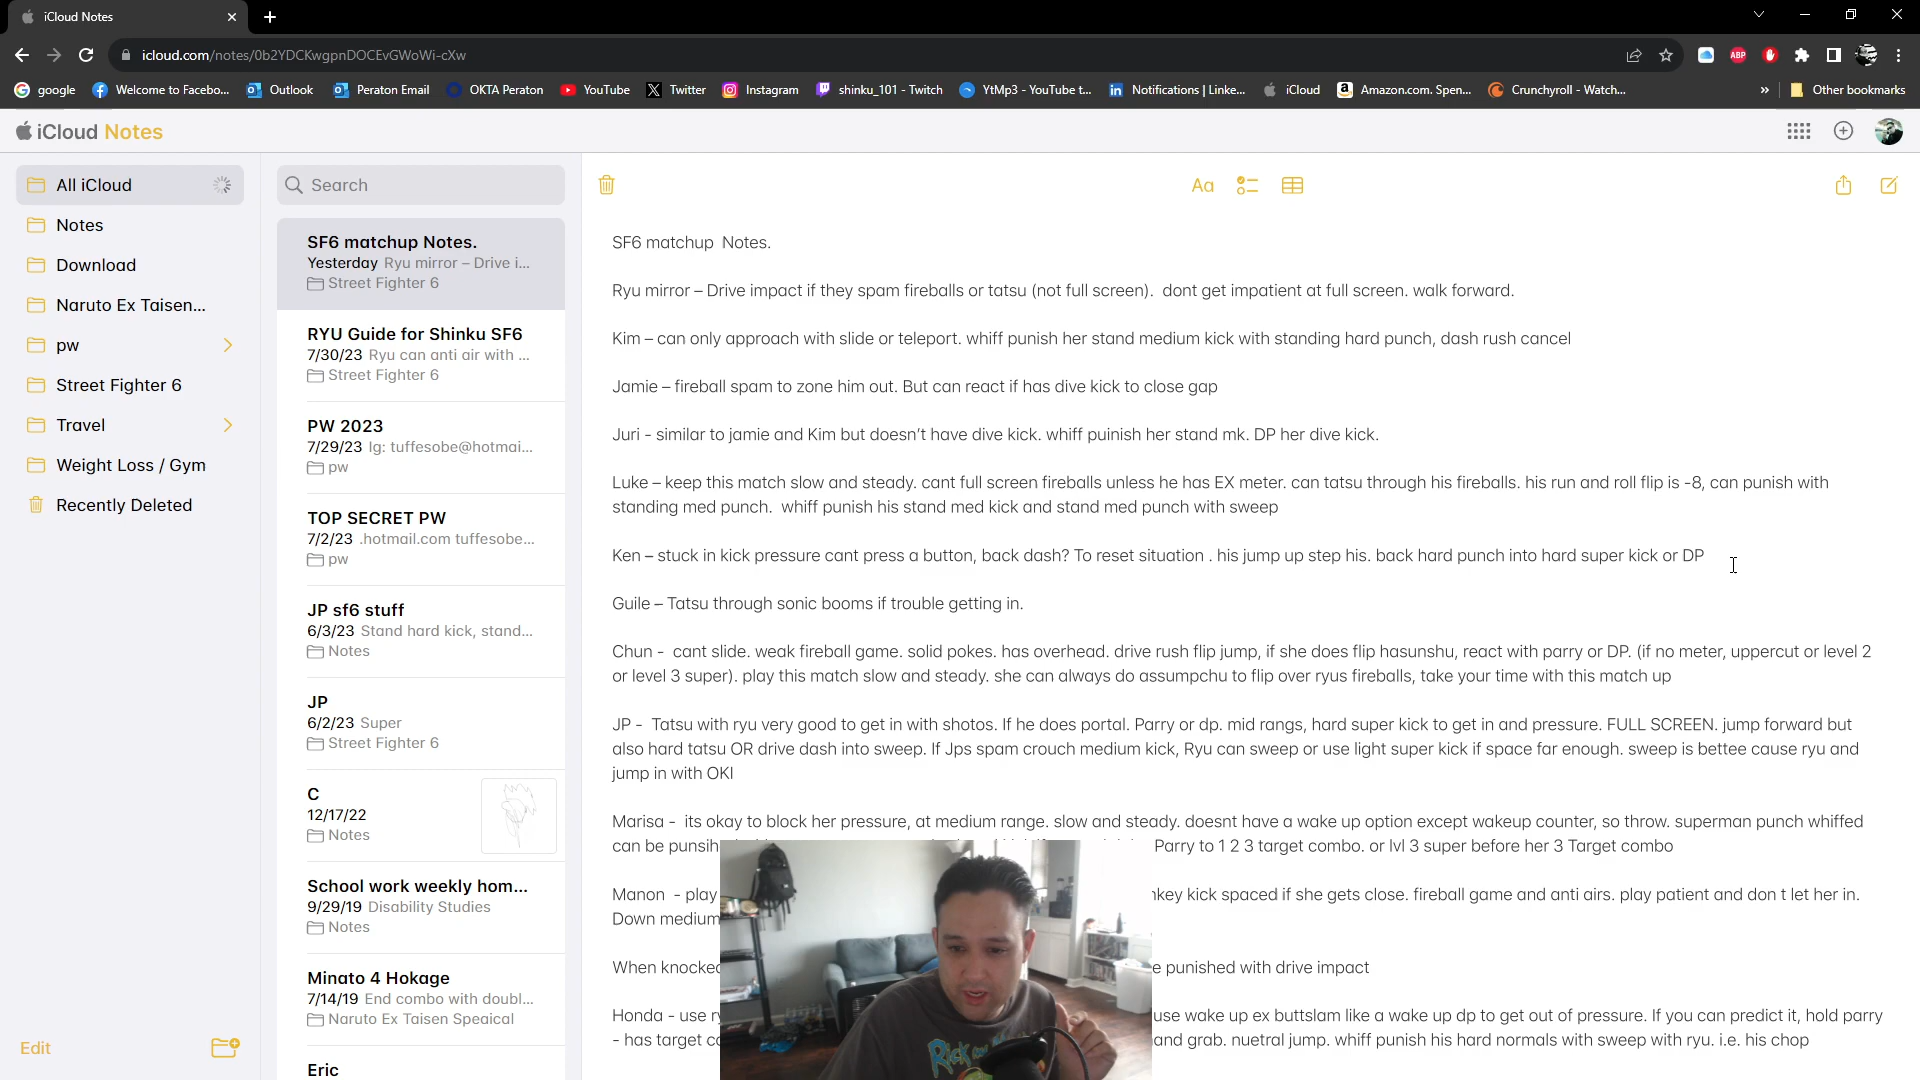 iCloud Notes
icloud.com/notes/0b2YDCKwgpnDOCEvGWoWi-cXw
ABP
google
Welcome to Facebo...
Outlook
Peraton Email
OKTA Peraton
YouTube
Twitter
Instagram
shinku_101 - Twitch
YtMp3 - YouTube t...
Notifications | Linke...
iCloud
Amazon.com. Spen...
Crunchyroll - Watch...
Other bookmarks
iCloud Notes
All iCloud
Notes
Download
Naruto Ex Taisen...
pw
Street Fighter 6
Travel
Weight Loss / Gym
Recently Deleted
Edit
Search
SF6 matchup Notes.
Yesterday Ryu mirror – Drive i...
Street Fighter 6
RYU Guide for Shinku SF6
7/30/23 Ryu can anti air with ...
Street Fighter 6
PW 2023
7/29/23 Ig: tuffesobe@hotmai...
pw
TOP SECRET PW
7/2/23 .hotmail.com tuffesobe...
pw
JP sf6 stuff
6/3/23 Stand hard kick, stand...
Notes
JP
6/2/23 Super
Street Fighter 6
C
12/17/22
Notes
School work weekly hom...
9/29/19 Disability Studies
Notes
Minato 4 Hokage
7/14/19 End combo with doubl...
Naruto Ex Taisen Speaical
Eric
Aa
SF6 matchup Notes.
Ryu mirror – Drive impact if they spam fireballs or tatsu (not full screen). dont get impatient at full screen. walk forward.
Kim – can only approach with slide or teleport. whiff punish her stand medium kick with standing hard punch, dash rush cancel
Jamie – fireball spam to zone him out. But can react if has dive kick to close gap
Juri - similar to jamie and Kim but doesn't have dive kick. whiff puinish her stand mk. DP her dive kick.
Luke – keep this match slow and steady. cant full screen fireballs unless he has EX meter. can tatsu through his fireballs. his run and roll flip is -8, can punish with
standing med punch. whiff punish his stand med kick and stand med punch with sweep
Ken – stuck in kick pressure cant press a button, back dash? To reset situation . his jump up step his. back hard punch into hard super kick or DP
Guile – Tatsu through sonic booms if trouble getting in.
Chun - cant slide. weak fireball game. solid pokes. has overhead. drive rush flip jump, if she does flip hasunshu, react with parry or DP. (if no meter, uppercut or level 2
or level 3 super). play this match slow and steady. she can always do assumpchu to flip over ryus fireballs, take your time with this match up
JP - Tatsu with ryu very good to get in with shotos. If he does portal. Parry or dp. mid rangs, hard super kick to get in and pressure. FULL SCREEN. jump forward but
also hard tatsu OR drive dash into sweep. If Jps spam crouch medium kick, Ryu can sweep or use light super kick if space far enough. sweep is bettee cause ryu and
jump in with OKI
Marisa - its okay to block her pressure, at medium range. slow and steady. doesnt have a wake up option except wakeup counter, so throw. superman punch whiffed
can be punsih Parry to 1 2 3 target combo. or lvl 3 super before her 3 Target combo
Manon - play key kick spaced if she gets close. fireball game and anti airs. play patient and don t let her in.
Down medium
When knocked e punished with drive impact
Honda - use r use wake up ex buttslam like a wake up dp to get out of pressure. If you can predict it, hold parry
- has target co and grab. nuetral jump. whiff punish his hard normals with sweep with ryu. i.e. his chop